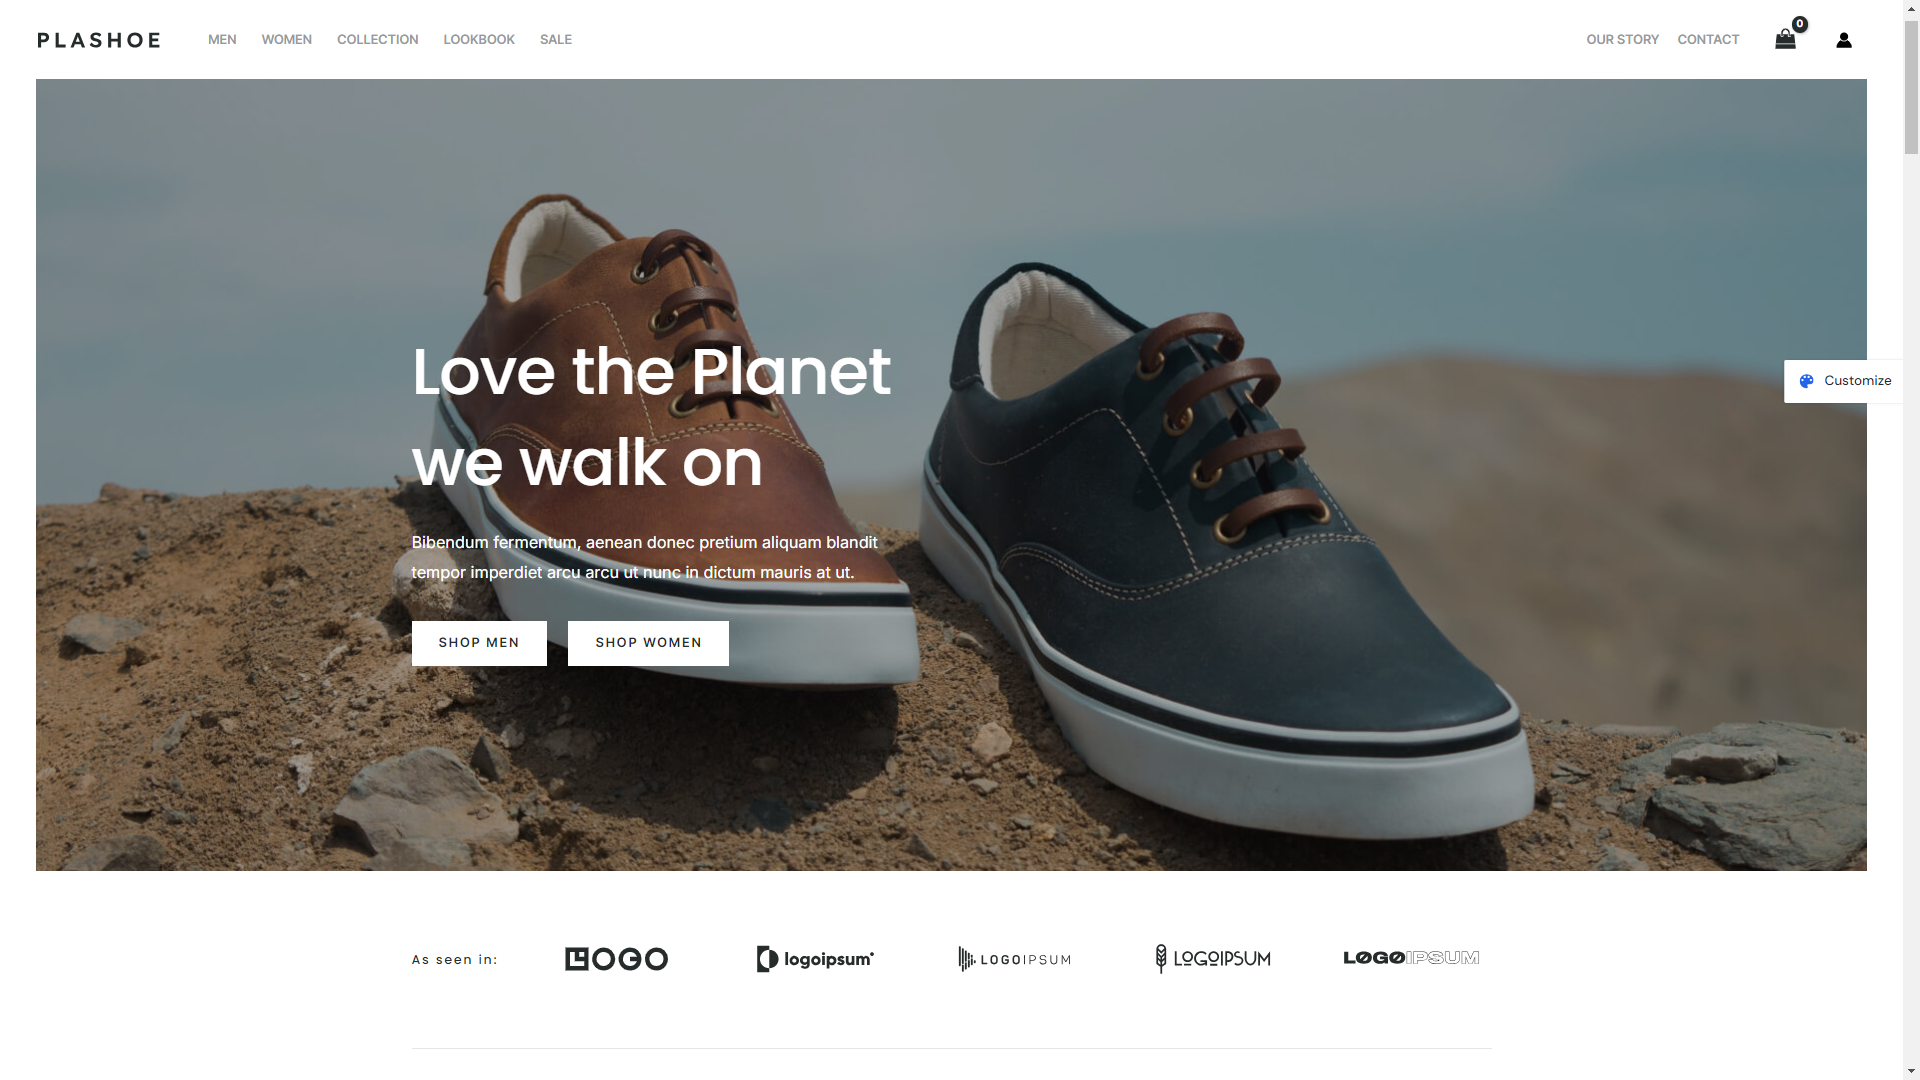 PLASHOE
MEN WOMEN COLLECTION LOOKBOOK SALE
OUR STORY CONTACT
0
Love the Planet
we walk on
Bibendum fermentum, aenean donec pretium aliquam blandit
tempor imperdiet arcu arcu ut nunc in dictum mauris at ut.
SHOP MEN SHOP WOMEN
Customize
As seen in:
LOGO
logoipsum
LOGOIPSUM
LOGOIPSUM
LOGOIPSUM